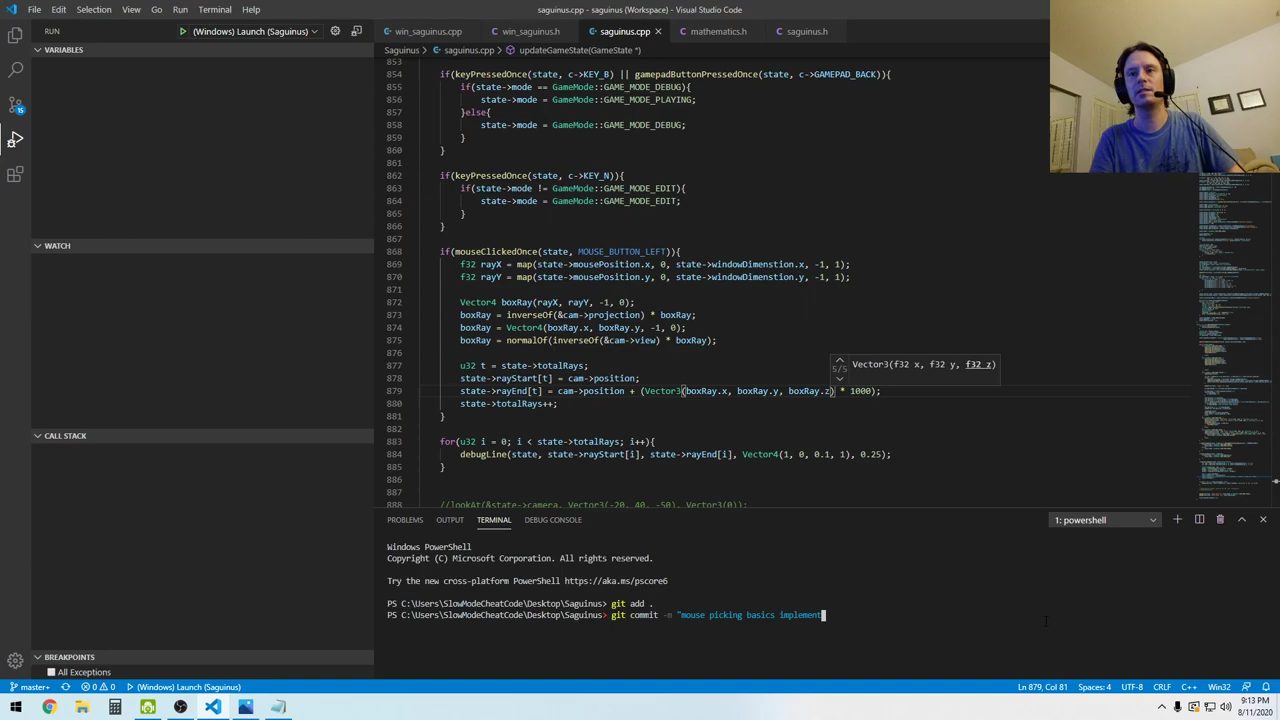 File Edit Selection View Go Run Terminal Help
saguinus.cpp - saguinus (Workspace) - Visual Studio Code
RUN
(Windows) Launch (Saguinus)
win_saguinus.cpp
win_saguinus.h
saguinus.cpp
mathematics.h
saguinus.h
VARIABLES
Saguinus > saguinus.cpp > updateGameState(GameState *)
853
854 if(keyPressedOnce(state, c->KEY_B) || gamepadButtonPressedOnce(state, c->GAMEPAD_BACK)){
855 if(state->mode == GameMode::GAME_MODE_DEBUG){
856 state->mode = GameMode::GAME_MODE_PLAYING;
857 }else{
858 state->mode = GameMode::GAME_MODE_DEBUG;
859 }
860 }
861
862 if(keyPressedOnce(state, c->KEY_N)){
863 if(state->mode != GameMode::GAME_MODE_EDIT){
864 state->mode = GameMode::GAME_MODE_EDIT;
865 }
866 }
867
868 if(mouseClickedOnce(state, MOUSE_BUTTON_LEFT)){
869 f32 rayX = map(state->mousePosition.x, 0, state->windowDimenstion.x, -1, 1);
870 f32 rayY = map(state->mousePosition.y, 0, state->windowDimenstion.y, -1, 1);
871
872 Vector4 boxRay(rayX, rayY, -1, 0);
873 boxRay = inverseOf(&cam->projection) * boxRay;
874 boxRay = Vector4(boxRay.x, boxRay.y, -1, 0);
875 boxRay = normalOf(inverseOf(&cam->view) * boxRay);
876
877 u32 t = state->totalRays;
878 state->rayStart[t] = cam->position;
879 state->rayEnd[t] = cam->position + (Vector3(boxRay.x, boxRay.y, boxRay.z) * 1000);
880 state->totalRays++;
881 }
882
883 for(u32 i = 0; i < state->totalRays; i++){
884 debugLine(state, state->rayStart[i], state->rayEnd[i], Vector4(1, 0, 0.1, 1), 0.25);
885 }
886
887
888 //lookAt(&state->camera, Vector3(-20, 40, -50), Vector3(0));
5/5
Vector3(f32 x, f32 y, f32 z)
WATCH
CALL STACK
BREAKPOINTS
All Exceptions
15
PROBLEMS OUTPUT TERMINAL DEBUG CONSOLE
1: powershell
Windows PowerShell
Copyright (C) Microsoft Corporation. All rights reserved.
Try the new cross-platform PowerShell https://aka.ms/pscore6
PS C:\Users\SlowModeCheatCode\Desktop\Saguinus> git add .
PS C:\Users\SlowModeCheatCode\Desktop\Saguinus> git commit -m "mouse picking basics implement
master+ 0 0 (Windows) Launch (Saguinus)
Ln 879, Col 81 Spaces: 4 UTF-8 CRLF C++ Win32
9:13 PM
8/11/2020